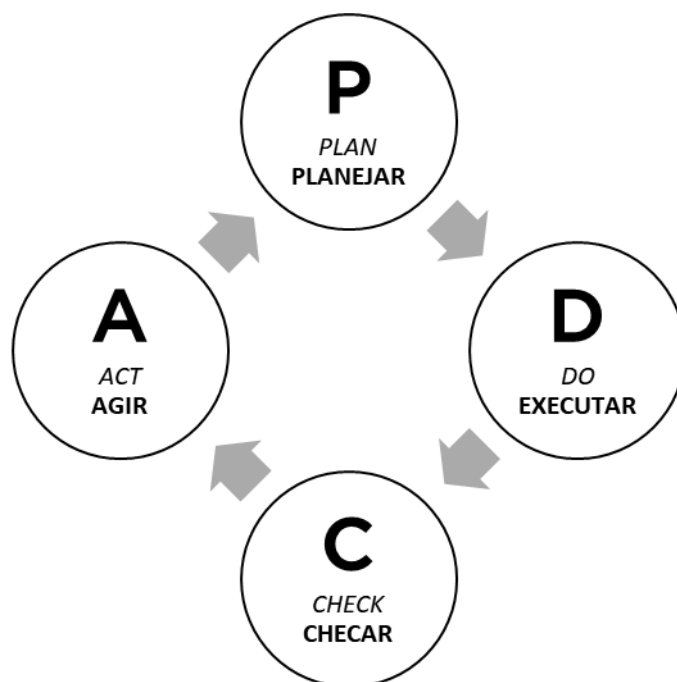 P
PLAN
PLANEJAR
D
DO
EXECUTAR
C
CHECK
CHECAR
A
ACT
AGIR